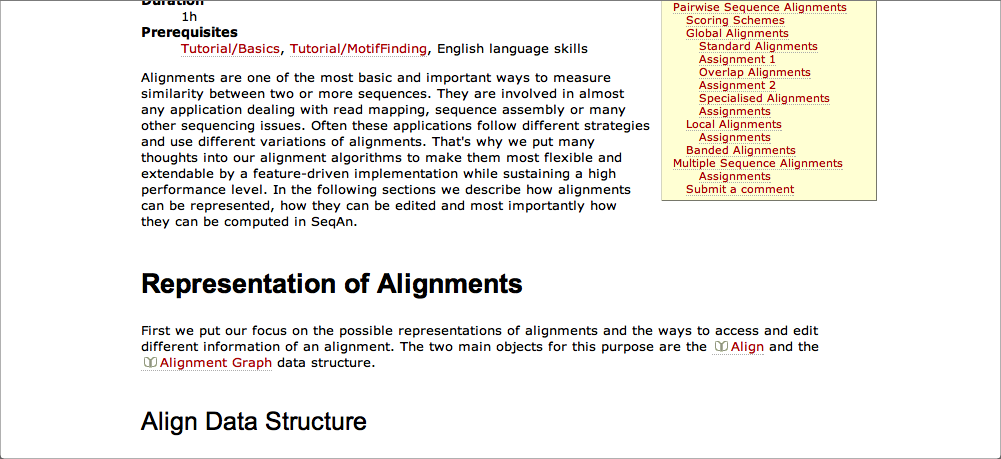 Duration
1h
Prerequisites
Tutorial/Basics, Tutorial/MotifFinding, English language skills
Alignments are one of the most basic and important ways to measure
similarity between two or more sequences. They are involved in almost
any application dealing with read mapping, sequence assembly or many
other sequencing issues. Often these applications follow different strategies
and use different variations of alignments. That's why we put many
thoughts into our alignment algorithms to make them most flexible and
extendable by a feature-driven implementation while sustaining a high
performance level. In the following sections we describe how alignments
can be represented, how they can be edited and most importantly how
they can be computed in SeqAn.
Pairwise Sequence Alignments
Scoring Schemes
Global Alignments
Standard Alignments
Assignment 1
Overlap Alignments
Assignment 2
Specialised Alignments
Assignments
Local Alignments
Assignments
Banded Alignments
Multiple Sequence Alignments
Assignments
Submit a comment
Representation of Alignments
First we put our focus on the possible representations of alignments and the ways to access and edit
different information of an alignment. The two main objects for this purpose are the Align and the
Alignment Graph data structure.
Align Data Structure